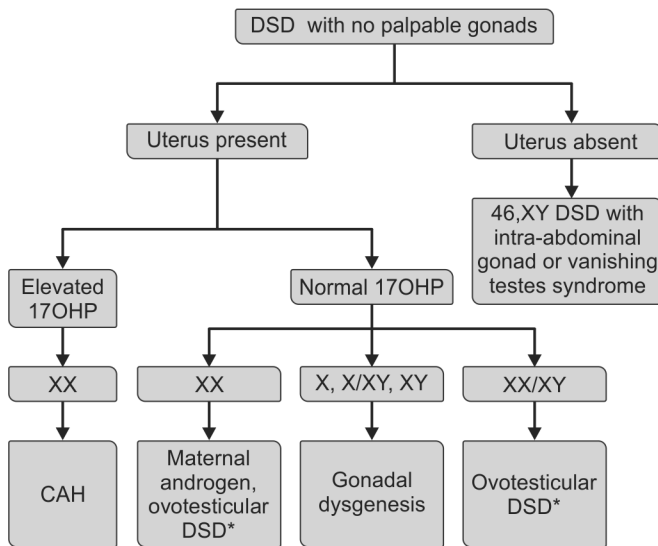 DSD with no palpable gonads
Uterus present
Uterus absent
46,XY DSD with
intra-abdominal
gonad or vanishing
testes syndrome
Elevated
17OHP
Normal 17OHP
XX
XX
X, X/XY, XY
XX/XY
CAH
Maternal
androgen,
ovotesticular
DSD*
Gonadal
dysgenesis
Ovotesticular
DSD*